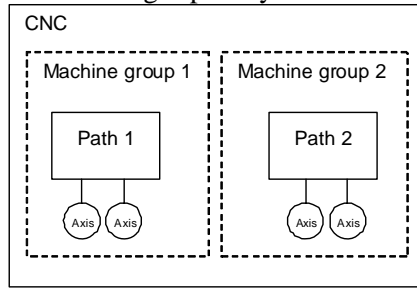 CNC
Machine group 1 Machine group 2
Path 1 Path 2
Axis Axis Axis Axis